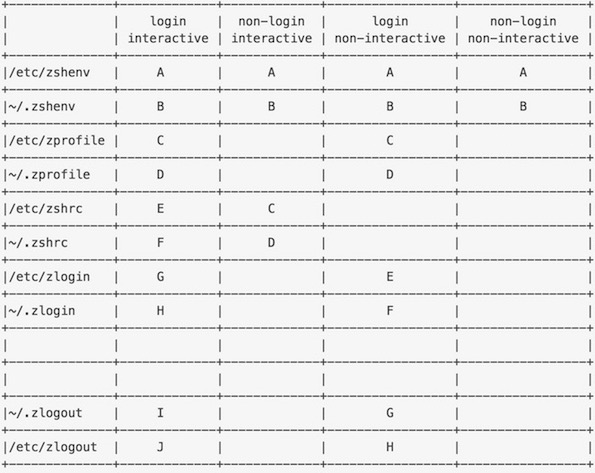 +--------------+-------------+-------------+-----------------+-----------------+
|              |    login    |  non-login  |      login      |    non-login    |
|              | interactive | interactive | non-interactive | non-interactive |
+--------------+-------------+-------------+-----------------+-----------------+
|/etc/zshenv   |      A      |      A      |        A        |        A        |
+--------------+-------------+-------------+-----------------+-----------------+
|~/.zshenv     |      B      |      B      |        B        |        B        |
+--------------+-------------+-------------+-----------------+-----------------+
|/etc/zprofile |      C      |             |        C        |                 |
+--------------+-------------+-------------+-----------------+-----------------+
|~/.zprofile   |      D      |             |        D        |                 |
+--------------+-------------+-------------+-----------------+-----------------+
|/etc/zshrc    |      E      |      C      |                 |                 |
+--------------+-------------+-------------+-----------------+-----------------+
|~/.zshrc      |      F      |      D      |                 |                 |
+--------------+-------------+-------------+-----------------+-----------------+
|/etc/zlogin   |      G      |             |        E        |                 |
+--------------+-------------+-------------+-----------------+-----------------+
|~/.zlogin     |      H      |             |        F        |                 |
+--------------+-------------+-------------+-----------------+-----------------+
|              |             |             |                 |                 |
+--------------+-------------+-------------+-----------------+-----------------+
|              |             |             |                 |                 |
+--------------+-------------+-------------+-----------------+-----------------+
|~/.zlogout    |      I      |             |        G        |                 |
+--------------+-------------+-------------+-----------------+-----------------+
|/etc/zlogout  |      J      |             |        H        |                 |
+--------------+-------------+-------------+-----------------+-----------------+